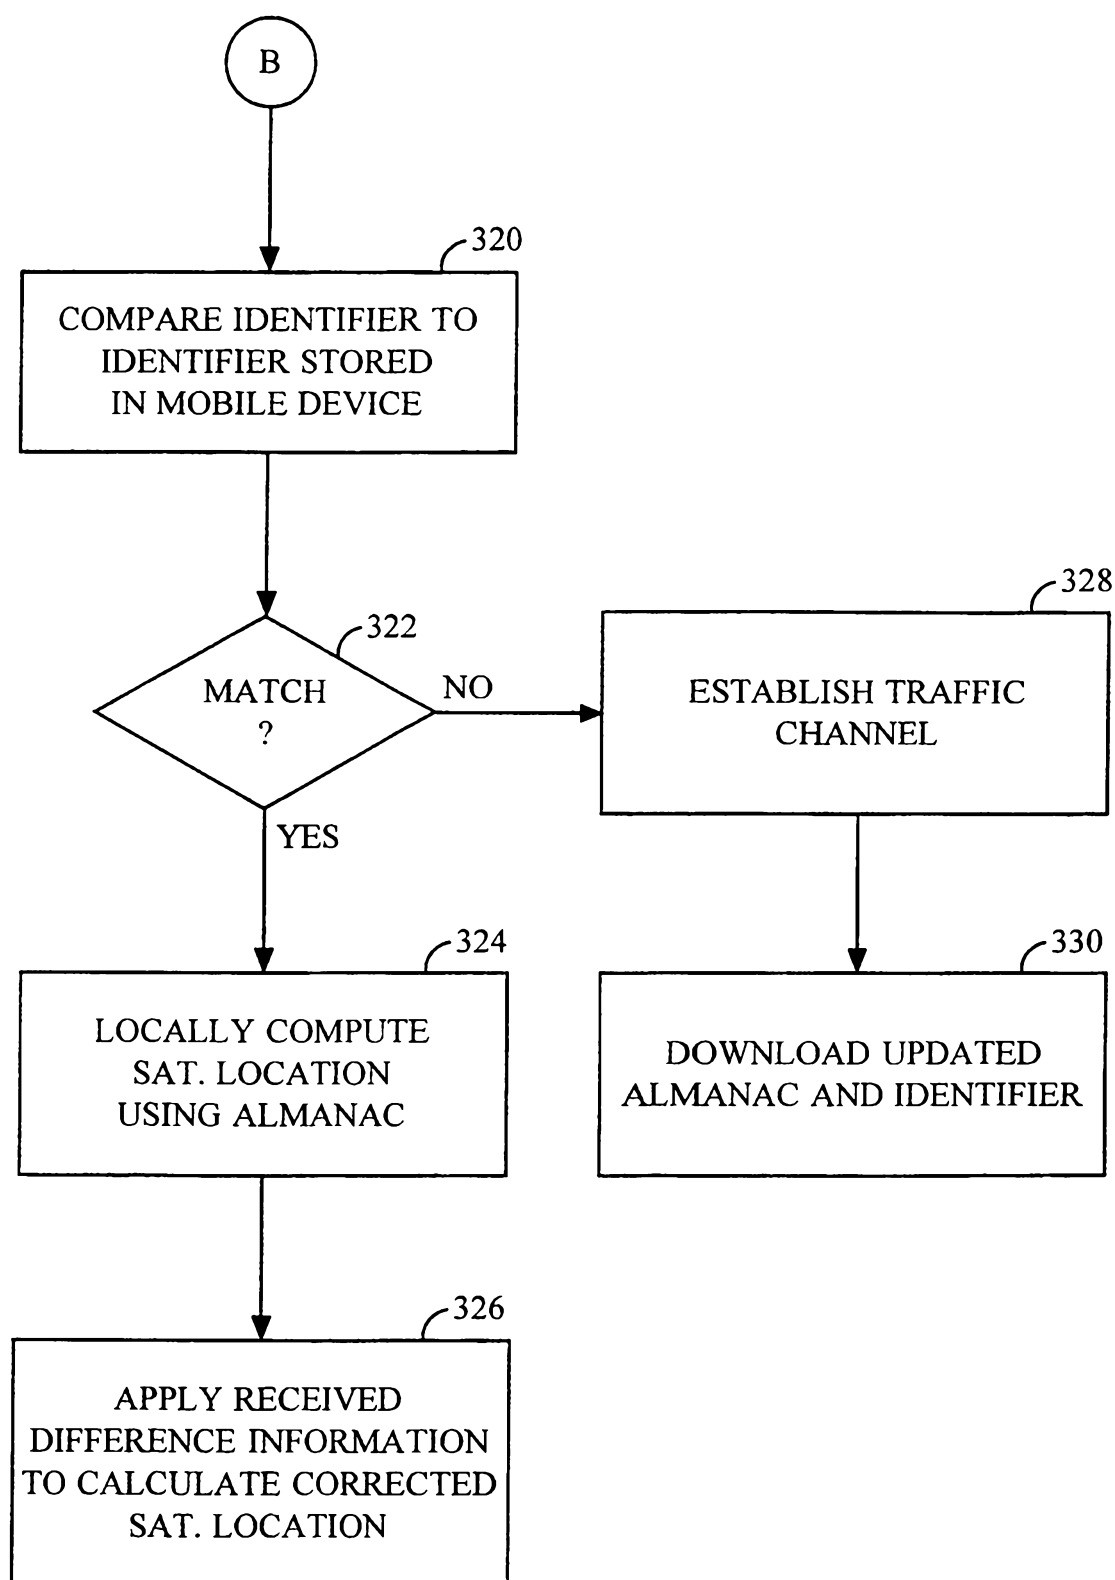 B
320
COMPARE IDENTIFIER TO
IDENTIFIER STORED
IN MOBILE DEVICE
322
MATCH
?
NO
YES
328
ESTABLISH TRAFFIC
CHANNEL
324
LOCALLY COMPUTE
SAT. LOCATION
USING ALMANAC
330
DOWNLOAD UPDATED
ALMANAC AND IDENTIFIER
326
APPLY RECEIVED
DIFFERENCE INFORMATION
TO CALCULATE CORRECTED
SAT. LOCATION